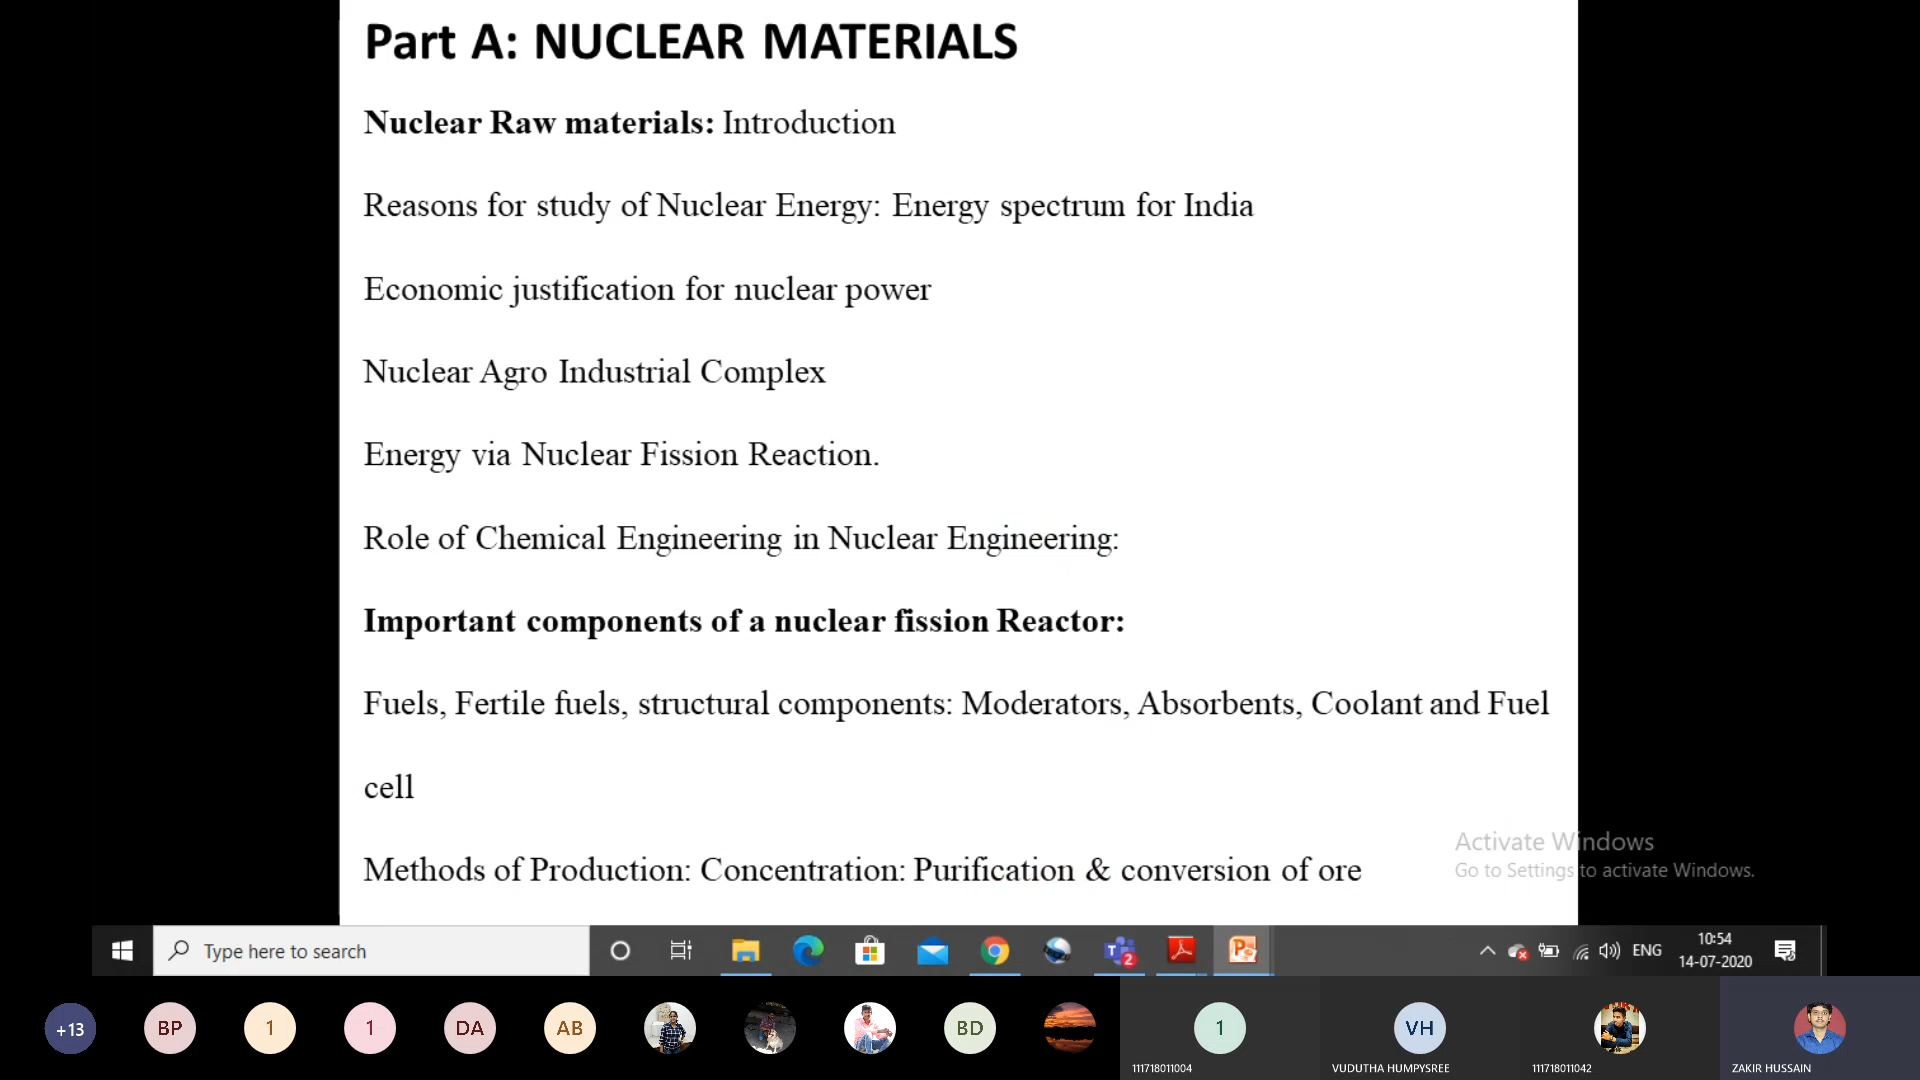 Part A: NUCLEAR MATERIALS
Nuclear Raw materials: Introduction
Reasons for study of Nuclear Energy: Energy spectrum for India
Economic justification for nuclear power
Nuclear Agro Industrial Complex
Energy via Nuclear Fission Reaction.
Role of Chemical Engineering in Nuclear Engineering:
Important components of a nuclear fission Reactor:
Fuels, Fertile fuels, structural components: Moderators, Absorbents, Coolant and Fuel
cell
Methods of Production: Concentration: Purification & conversion of ore
Activate Windows
Go to Settings to activate Windows.
Type here to search
2
ENG
10:54
14-07-2020
+13
BP
1
1
DA
AB
BD
1
VH
111718011004
VUDUTHA HUMPYSREE
111718011042
ZAKIR HUSSAIN